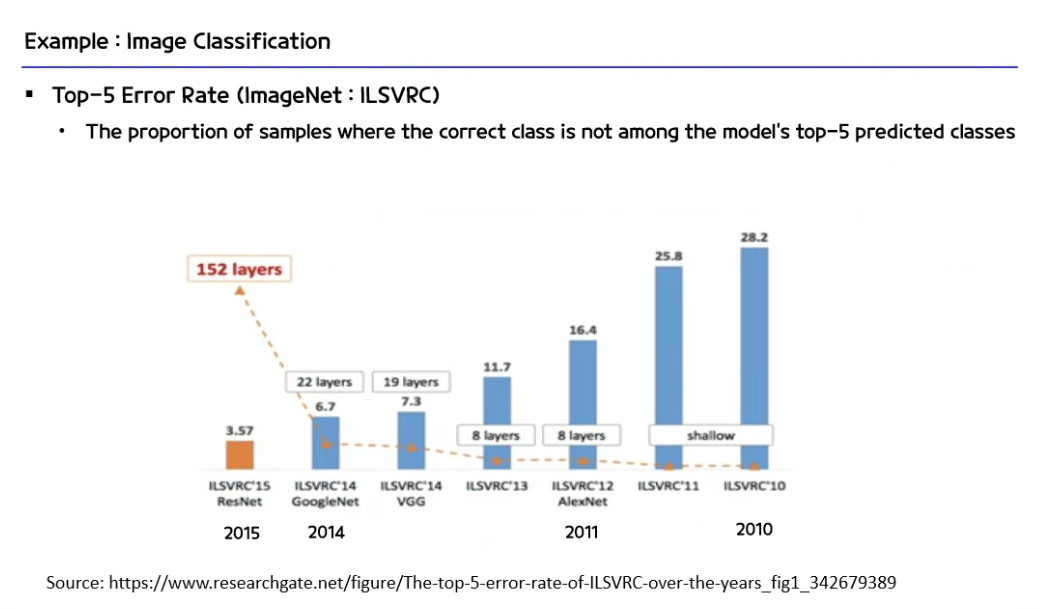 Example : Image Classification
▪ Top-5 Error Rate (ImageNet : ILSVRC)
• The proportion of samples where the correct class is not among the model's top-5 predicted classes
28.2
25.8
152 layers
16.4
11.7
22 layers 19 layers
6.7 7.3
3.57
8 layers 8 layers shallow
ILSVRC'15 ILSVRC'14 ILSVRC'14 ILSVRC'13 ILSVRC'12 ILSVRC'11 ILSVRC'10
ResNet GoogleNet VGG AlexNet
2015 2014 2011 2010
Source: https://www.researchgate.net/figure/The-top-5-error-rate-of-ILSVRC-over-the-years_fig1_342679389